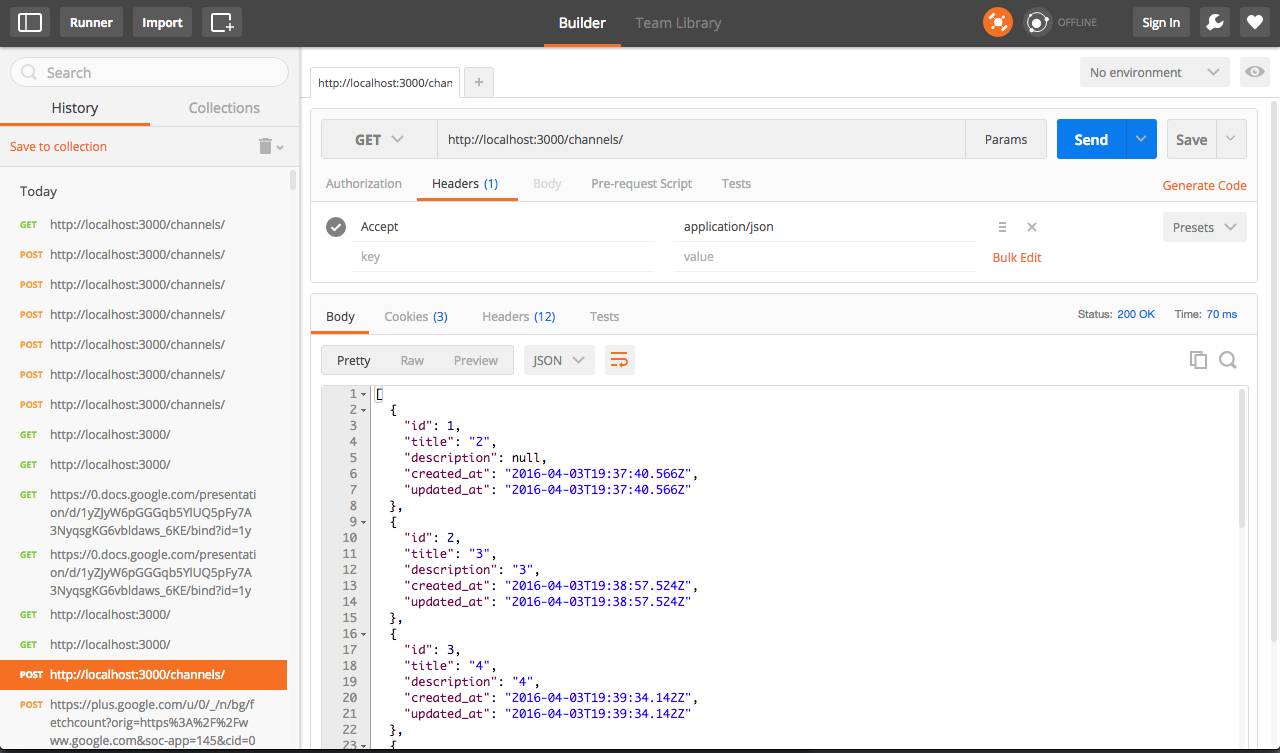 Runner
Import
Builder
Team Library
OFFLINE
Sign In
Search
History
Collections
Save to collection
Today
GET http://localhost:3000/channels/
POST http://localhost:3000/channels/
POST http://localhost:3000/channels/
POST http://localhost:3000/channels/
POST http://localhost:3000/channels/
POST http://localhost:3000/channels/
POST http://localhost:3000/channels/
GET http://localhost:3000/
GET http://localhost:3000/
GET https://0.docs.google.com/presentati
on/d/1yZJyW6pGGGqb5YlUQ5pFy7A
3NyqsgKG6vbldaws_6KE/bind?id=1y
GET https://0.docs.google.com/presentati
on/d/1yZJyW6pGGGqb5YlUQ5pFy7A
3NyqsgKG6vbldaws_6KE/bind?id=1y
GET http://localhost:3000/
GET http://localhost:3000/
POST http://localhost:3000/channels/
POST https://plus.google.com/u/0/_/n/bg/f
etchcount?orig=https%3A%2F%2Fw
ww.google.com&soc-app=145&cid=0
http://localhost:3000/chan
+
No environment
GET
http://localhost:3000/channels/
Params
Send
Save
Authorization
Headers (1)
Body
Pre-request Script
Tests
Generate Code
Accept
application/json
Presets
key
value
Bulk Edit
Body
Cookies (3)
Headers (12)
Tests
Status: 200 OK
Time: 70 ms
Pretty
Raw
Preview
JSON
1 [
2 {
3 "id": 1,
4 "title": "2",
5 "description": null,
6 "created_at": "2016-04-03T19:37:40.566Z",
7 "updated_at": "2016-04-03T19:37:40.566Z"
8 },
9 {
10 "id": 2,
11 "title": "3",
12 "description": "3",
13 "created_at": "2016-04-03T19:38:57.524Z",
14 "updated_at": "2016-04-03T19:38:57.524Z"
15 },
16 {
17 "id": 3,
18 "title": "4",
19 "description": "4",
20 "created_at": "2016-04-03T19:39:34.142Z",
21 "updated_at": "2016-04-03T19:39:34.142Z"
22 },
23 {